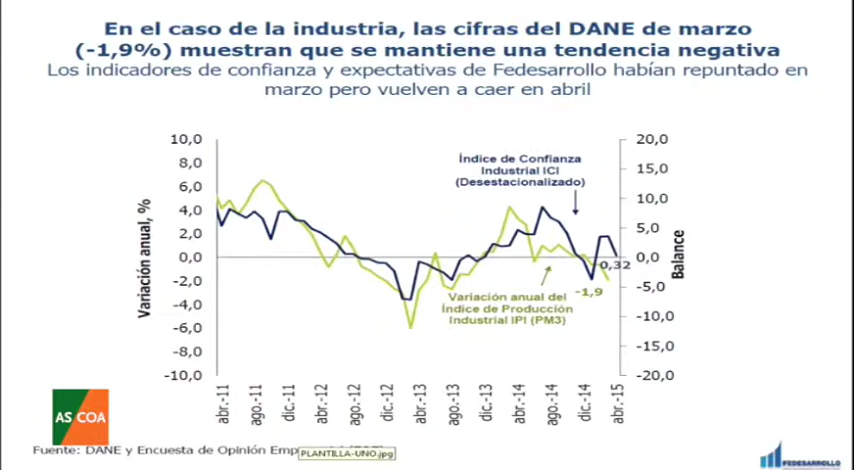 En el caso de la industria, las cifras del DANE de marzo
(-1,9%) muestran que se mantiene una tendencia negativa
Los indicadores de confianza y expectativas de Fedesarrollo habían repuntado en
marzo pero vuelven a caer en abril
10,0
8,0
6,0
4,0
2,0
0,0
-2,0
-4,0
-6,0
-8,0
-10,0
Variación anual, %
Índice de Confianza
Industrial ICI
(Desestacionalizado)
Variación anual del
Índice de Producción
Industrial IPI (PM3)
-1,9
0,32
20,0
15,0
10,0
5,0
0,0
-5,0
-10,0
-15,0
-20,0
Balance
abr.-11
ago.-11
dic.-11
abr.-12
ago.-12
dic.-12
abr.-13
ago.-13
dic.-13
abr.-14
ago.-14
dic.-14
abr.-15
AS COA
Fuente: DANE y Encuesta de Opinión
PLANTILLA-UNO.jpg
FEDESARROLLO